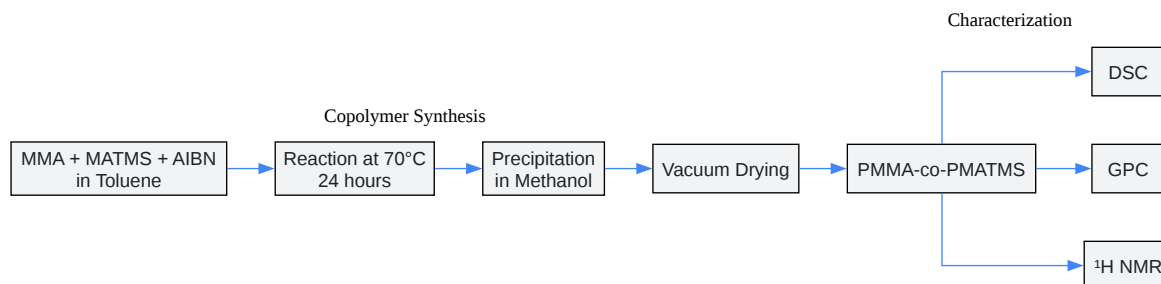 Characterization
DSC
Copolymer Synthesis
MMA + MATMS + AIBN
in Toluene
Reaction at 70°C
24 hours
Precipitation
in Methanol
Vacuum Drying
PMMA-co-PMATMS
GPC
¹H NMR